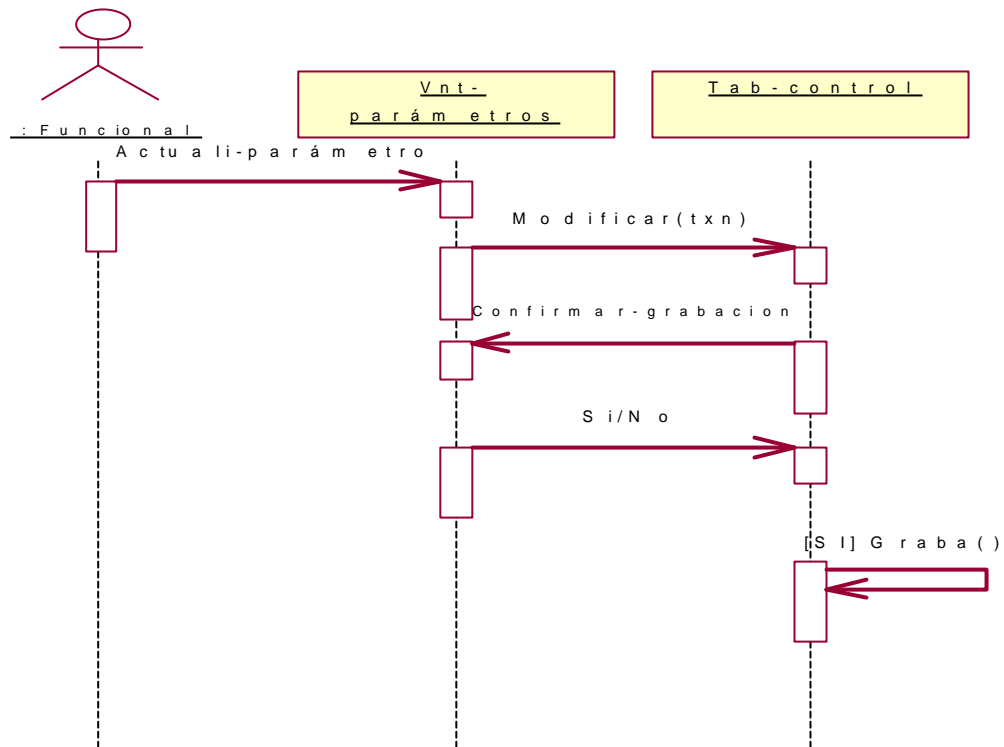 : Funcional
Vnt-
parámetros
Tab-control
Actuali-parámetro
Modificar(txn)
Confirmar-grabacion
Si/No
[SI] Graba()